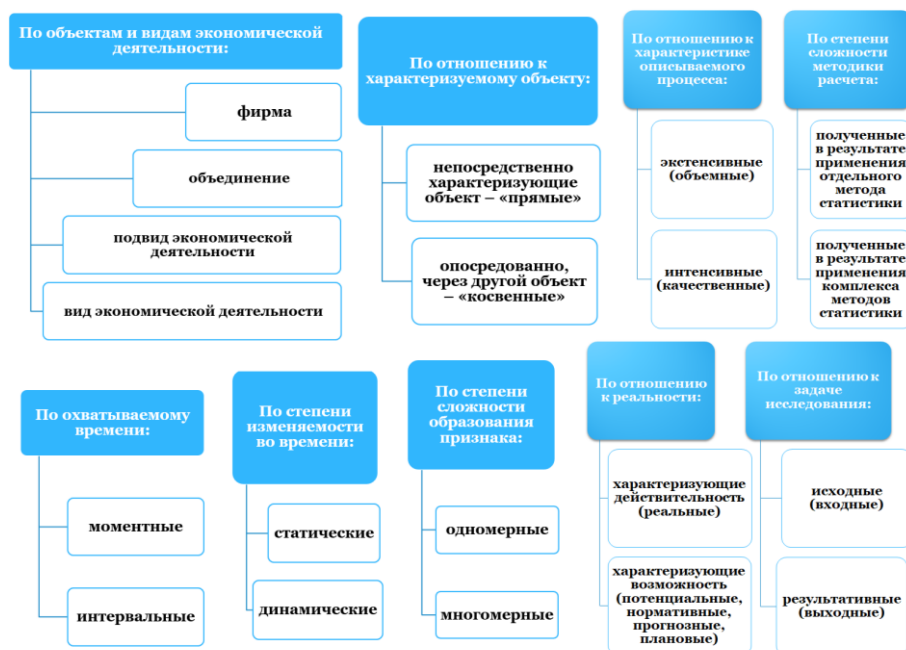 По объектам и видам экономической
деятельности:
фирма
объединение
подвид экономической
деятельности
вид экономической деятельности
По отношению к
характеризуемому объекту:
непосредственно
характеризующие
объект – «прямые»
опосредованно,
через другой объект
– «косвенные»
По отношению к
характеристике
описываемого
процесса:
экстенсивные
(объемные)
интенсивные
(качественные)
По степени
сложности
методики
расчета:
полученные
в результате
применения
отдельного
метода
статистики
полученные
в результате
применения
комплекса
методов
статистики
По охватываемому
времени:
моментные
интервальные
По степени
изменяемости
во времени:
статические
динамические
По степени
сложности
образования
признака:
одномерные
многомерные
По отношению
к реальности:
характеризующие
действительность
(реальные)
характеризующие
возможность
(потенциальные,
нормативные,
прогнозные,
плановые)
По отношению к
задаче
исследования:
исходные
(входные)
результативные
(выходные)